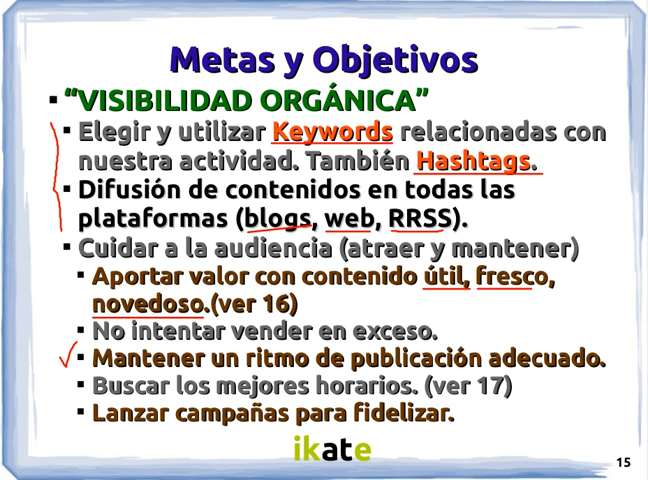 Metas y Objetivos
“VISIBILIDAD ORGÁNICA”
Elegir y utilizar Keywords relacionadas con
nuestra actividad. También Hashtags.
Difusión de contenidos en todas las
plataformas (blogs, web, RRSS).
Cuidar a la audiencia (atraer y mantener)
Aportar valor con contenido útil, fresco,
novedoso.(ver 16)
No intentar vender en exceso.
Mantener un ritmo de publicación adecuado.
Buscar los mejores horarios. (ver 17)
Lanzar campañas para fidelizar.
ikate
15